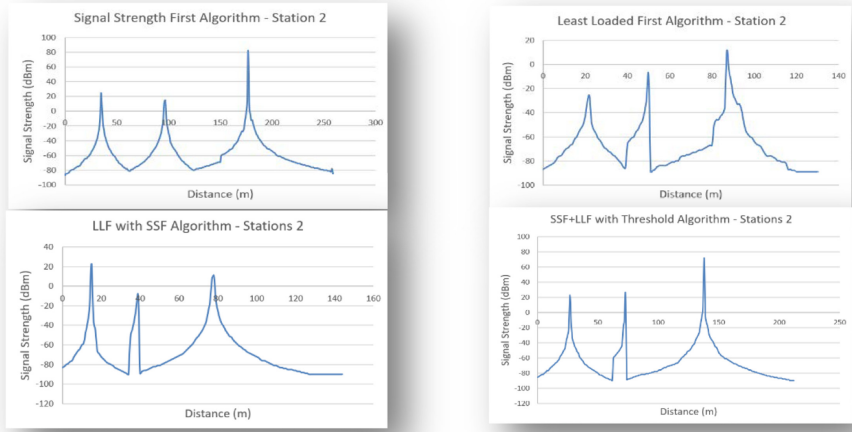 Signal Strength First Algorithm - Station 2
Signal Strength (dBm)
100
80
60
40
20
0
-20
-40
-60
-80
-100
0 50 100 150 200 250 300
Distance (m)
Least Loaded First Algorithm - Station 2
Signal Strength (dBm)
20
0
-20
-40
-60
-80
-100
0 20 40 60 80 100 120 140
Distance (m)
LLF with SSF Algorithm - Stations 2
Signal Strength (dBm)
40
20
0
-20
-40
-60
-80
-100
-120
0 20 40 60 80 100 120 140 160
Distance (m)
SSF+LLF with Threshold Algorithm - Stations 2
Signal Strength (dBm)
100
80
60
40
20
0
-20
-40
-60
-80
-100
-120
0 50 100 150 200 250
Distance (m)